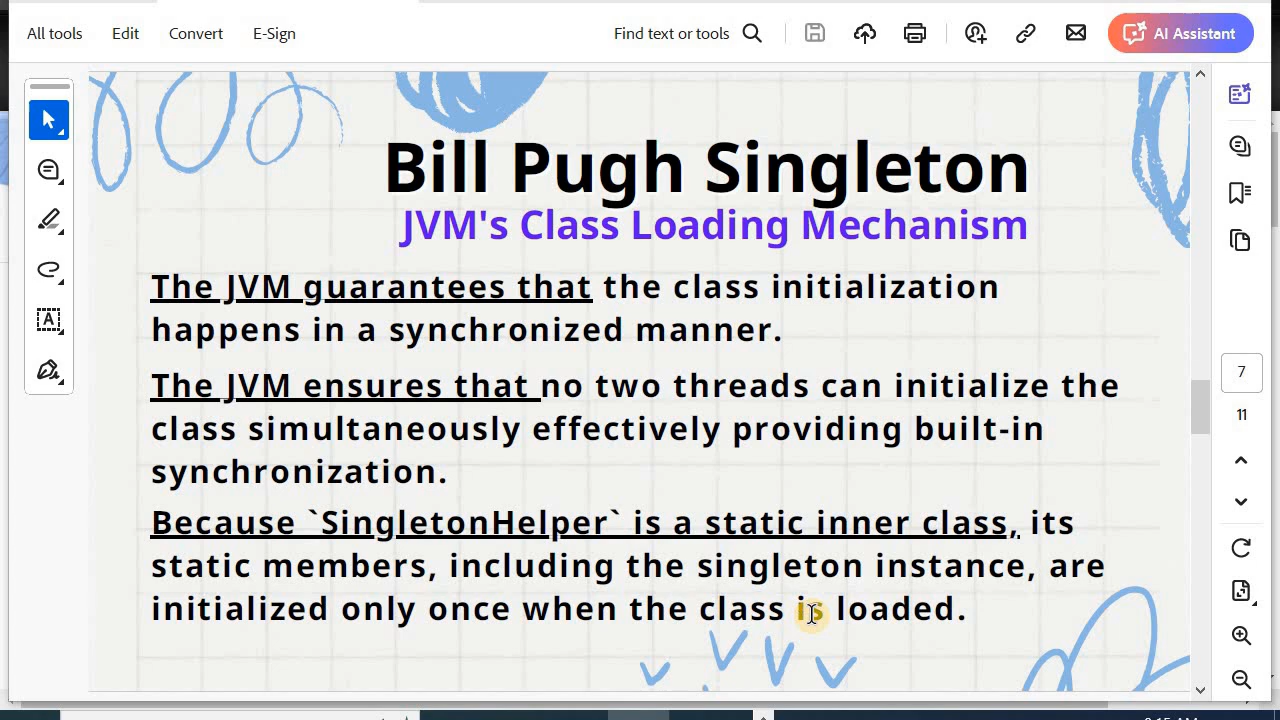 All tools Edit Convert E-Sign Find text or tools AI Assistant
Bill Pugh Singleton
JVM's Class Loading Mechanism
The JVM guarantees that the class initialization
happens in a synchronized manner.
The JVM ensures that no two threads can initialize the
class simultaneously effectively providing built-in
synchronization.
Because `SingletonHelper` is a static inner class, its
static members, including the singleton instance, are
initialized only once when the class is loaded.
7
11